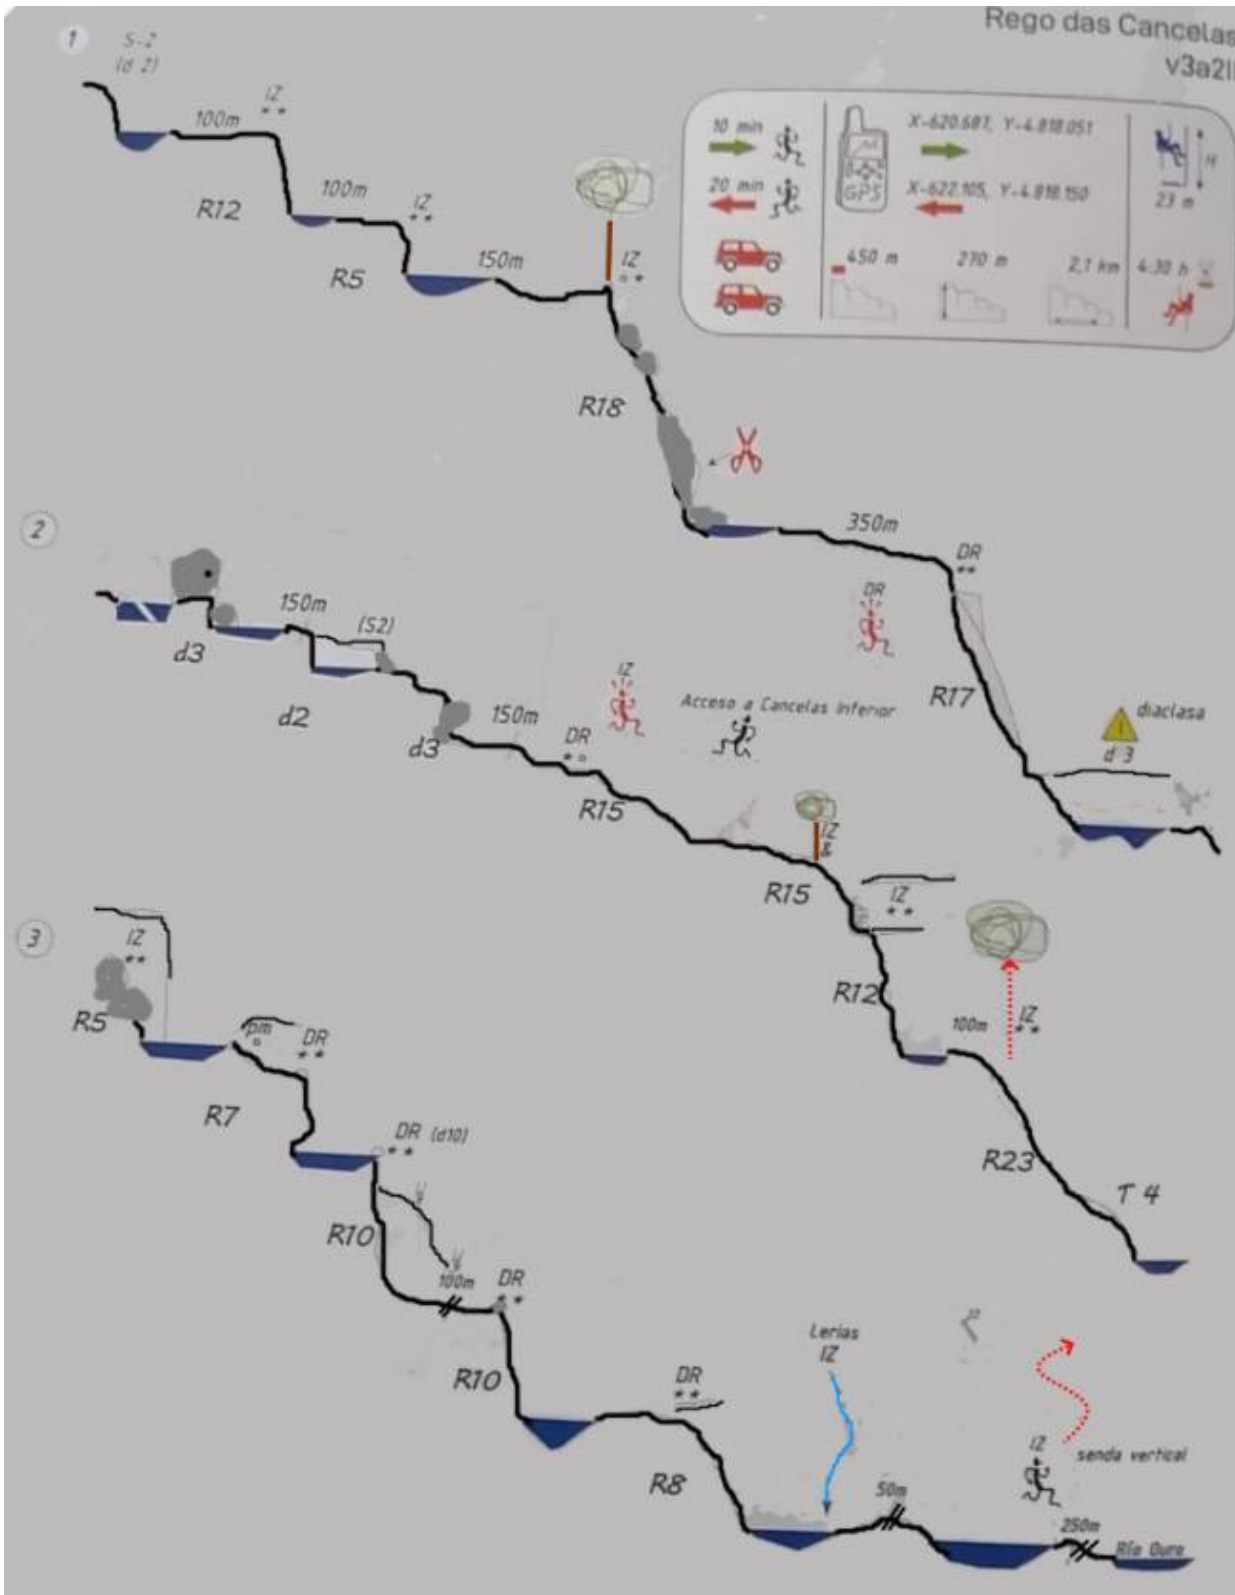 Rego das Cancelas
v3a2II
1
S-2
(d 2)
100m
IZ
R12
100m
IZ
R5
150m
IZ
R18
350m
DR
DR
R17
diaclasa
d 3
10 min
20 min
GPS
X-620.687, Y-4.818.051
X-622.105, Y-4.818.150
H
23 m
450 m
270 m
2,1 km
4:30 h
2
d3
150m
(S2)
d2
d3
150m
IZ
Acceso a Cancelas Inferior
DR
R15
IZ
&
R15
IZ
R12
100m
IZ
R23
T 4
3
IZ
R5
pm
DR
R7
DR (d10)
R10
100m
DR
R10
DR
R8
Lerias
IZ
50m
IZ
senda vertical
250m
Río Ouro